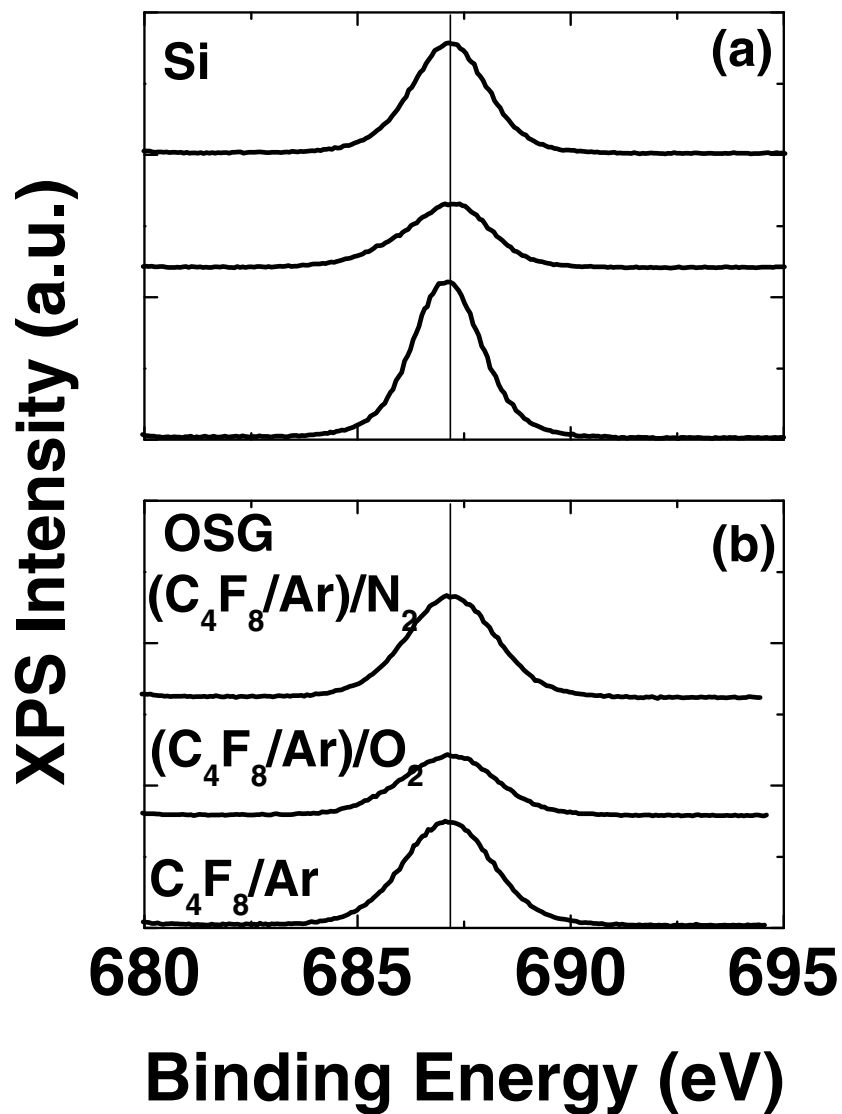 Si
(a)
XPS Intensity (a.u.)
OSG
(b)
(C₄F₈/Ar)/N₂
(C₄F₈/Ar)/O₂
C₄F₈/Ar
680 685 690 695
Binding Energy (eV)